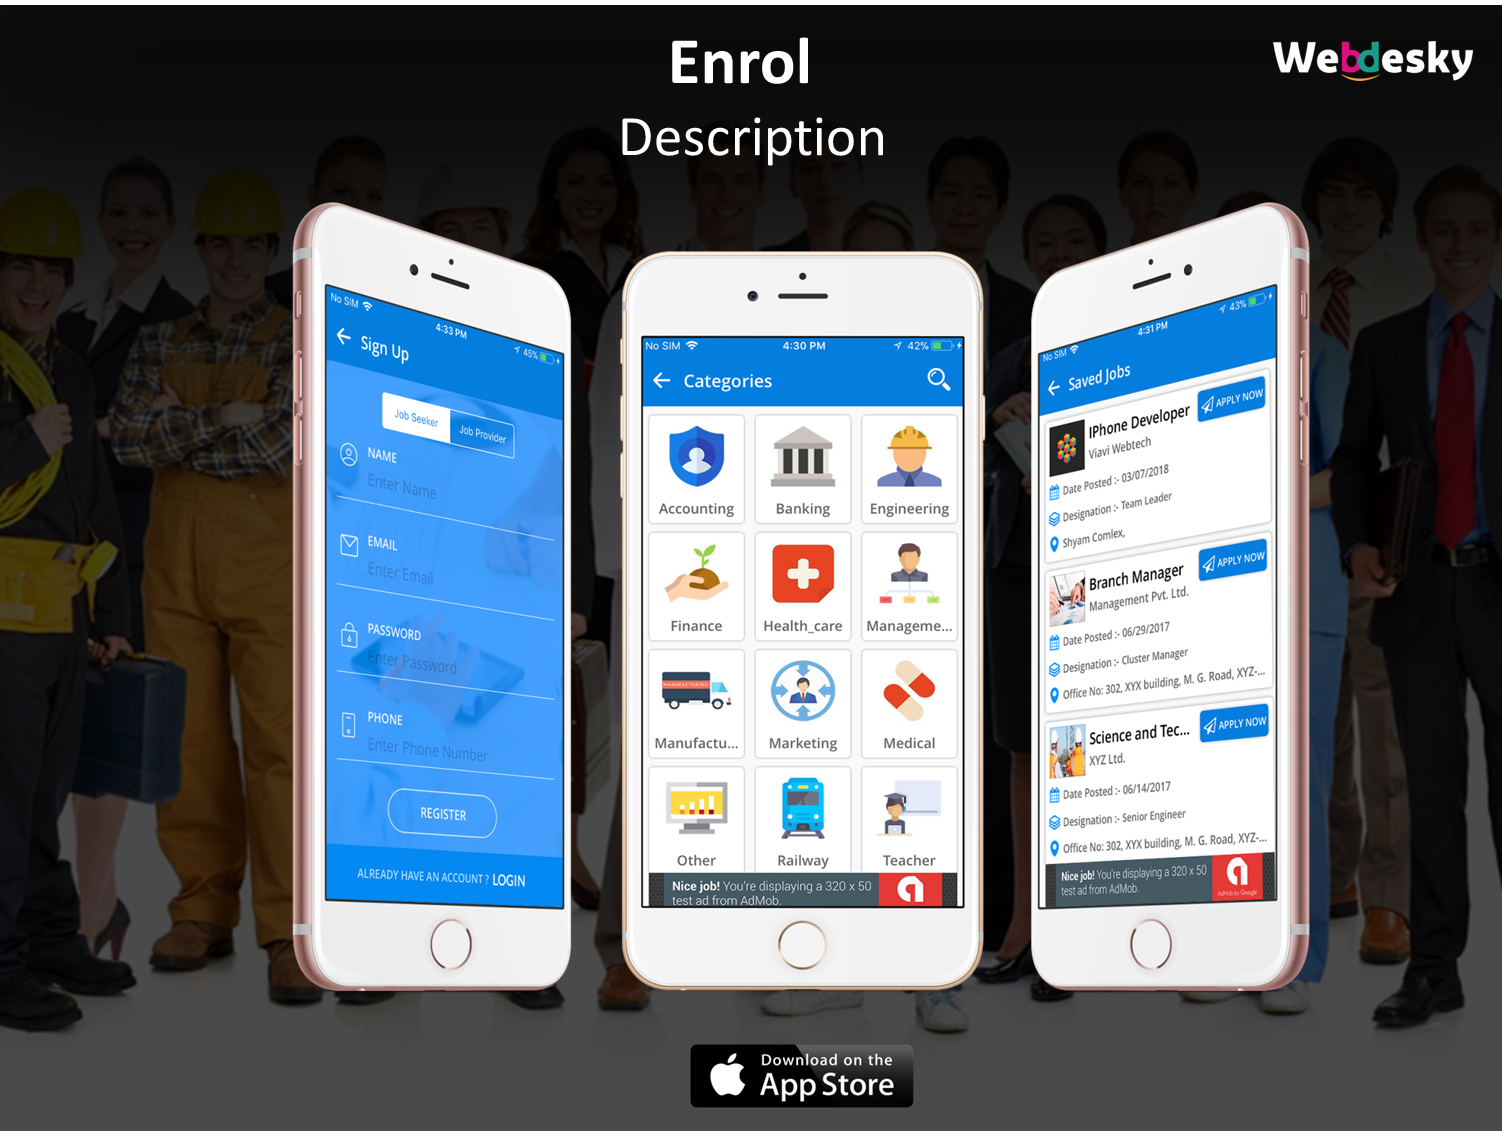 Enrol
Webdesky
Description
No SIM
4:33 PM
45%
Sign Up
Job Seeker
Job Provider
NAME
Enter Name
EMAIL
Enter Email
PASSWORD
Enter Password
PHONE
Enter Phone Number
REGISTER
ALREADY HAVE AN ACCOUNT ? LOGIN
No SIM
4:30 PM
42%
Categories
Accounting
Banking
Engineering
Finance
Health_care
Manageme...
MANUFACTURING
Manufactu...
Marketing
Medical
Other
Railway
Teacher
Nice job! You're displaying a 320 x 50
test ad from AdMob.
No SIM
4:31 PM
43%
Saved Jobs
IPhone Developer
APPLY NOW
Viavi Webtech
Date Posted :- 03/07/2018
Designation :- Team Leader
Shyam Comlex,
Branch Manager
APPLY NOW
Management Pvt. Ltd.
Date Posted :- 06/29/2017
Designation :- Cluster Manager
Office No: 302, XYX building, M. G. Road, XYZ-...
Science and Tec...
APPLY NOW
XYZ Ltd.
Date Posted :- 06/14/2017
Designation :- Senior Engineer
Office No: 302, XYX building, M. G. Road, XYZ-...
Nice job! You're displaying a 320 x 50
test ad from AdMob.
AdMob by Google
Download on the
App Store